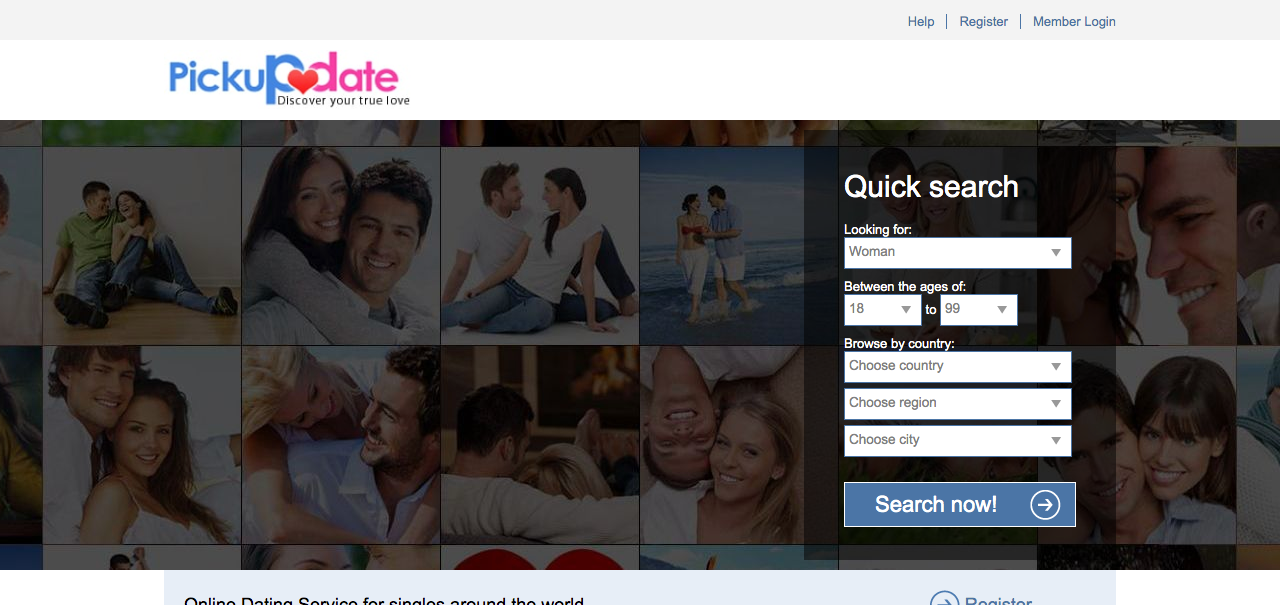 Help
Register
Member Login
Pickupdate
Discover your true love
Quick search
Looking for:
Woman
Between the ages of:
18 to 99
Browse by country:
Choose country
Choose region
Choose city
Search now!
Online Dating Service for singles around the world
Register